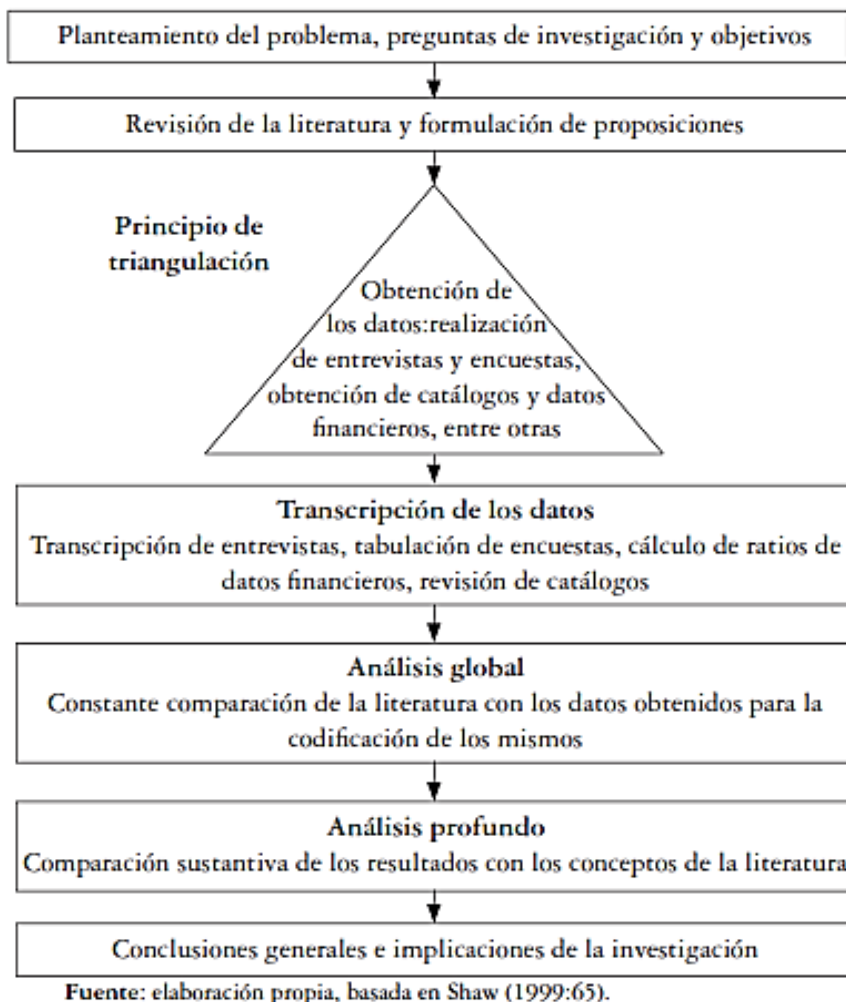 Planteamiento del problema, preguntas de investigación y objetivos
Revisión de la literatura y formulación de proposiciones
Principio de
triangulación
Obtención de
los datos:realización
de entrevistas y encuestas,
obtención de catálogos y datos
financieros, entre otras
Transcripción de los datos
Transcripción de entrevistas, tabulación de encuestas, cálculo de ratios de
datos financieros, revisión de catálogos
Análisis global
Constante comparación de la literatura con los datos obtenidos para la
codificación de los mismos
Análisis profundo
Comparación sustantiva de los resultados con los conceptos de la literatura
Conclusiones generales e implicaciones de la investigación
Fuente: elaboración propia, basada en Shaw (1999:65).